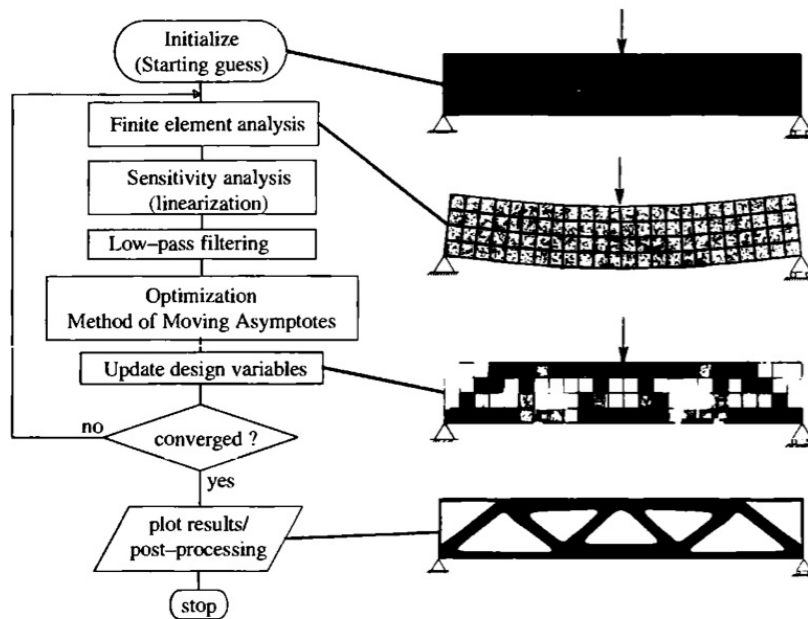 Initialize
(Starting guess)
Finite element analysis
Sensitivity analysis
(linearization)
Low–pass filtering
Optimization
Method of Moving Asymptotes
Update design variables
no
converged ?
yes
plot results/
post–processing
stop